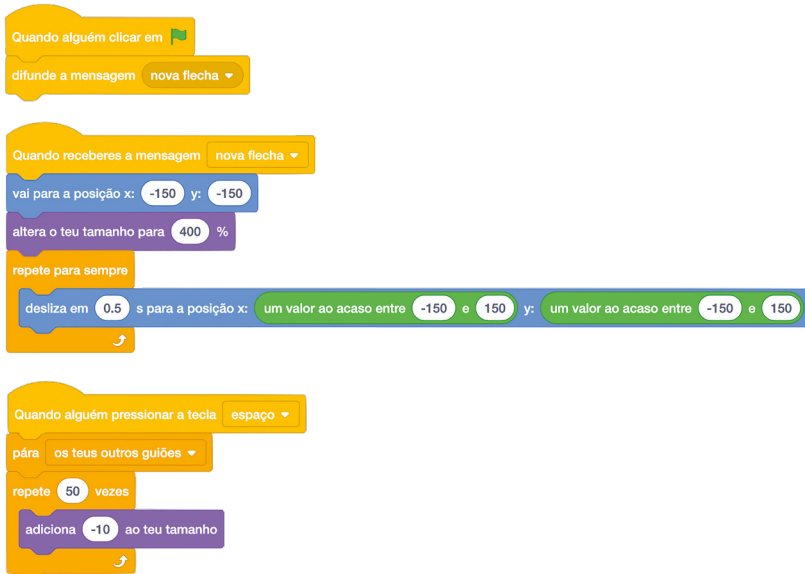 Quando alguém clicar em
difunde a mensagem nova flecha
Quando receberes a mensagem nova flecha
vai para a posição x: -150 y: -150
altera o teu tamanho para 400 %
repete para sempre
desliza em 0.5 s para a posição x: um valor ao acaso entre -150 e 150 y: um valor ao acaso entre -150 e 150
Quando alguém pressionar a tecla espaço
pára os teus outros guiões
repete 50 vezes
adiciona -10 ao teu tamanho